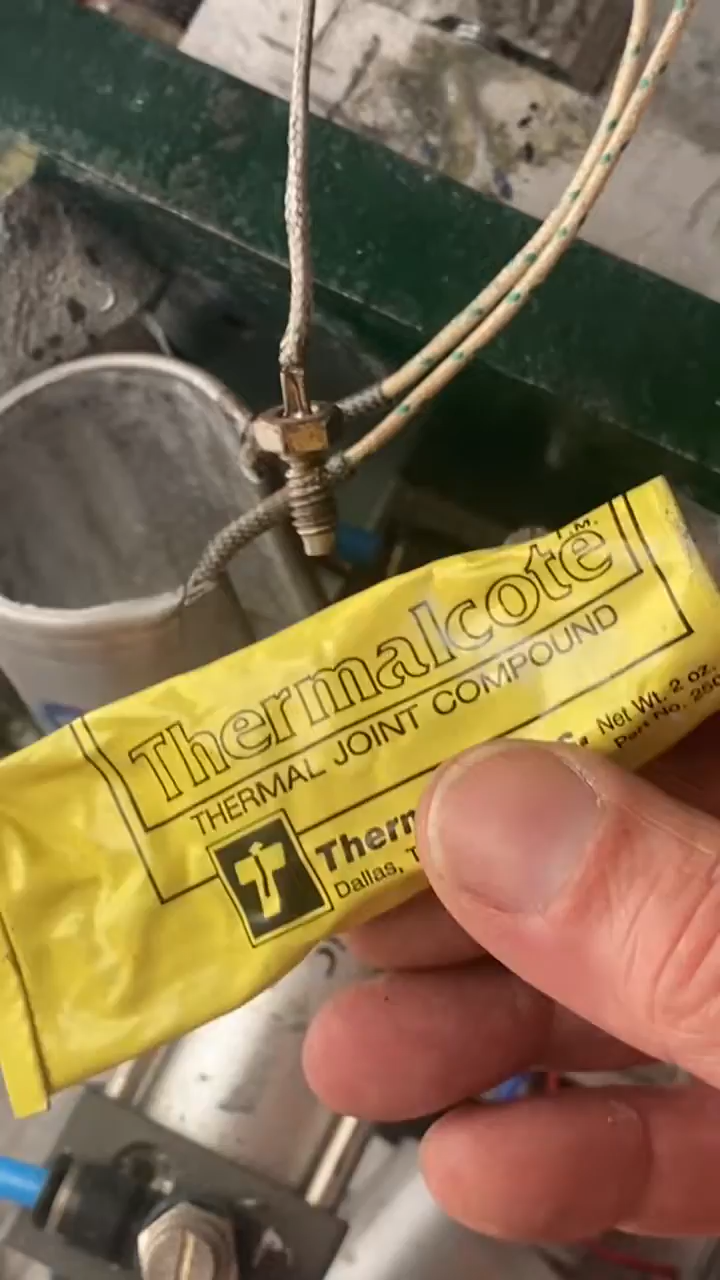 Thermalcote T.M.
THERMAL JOINT COMPOUND
Net Wt. 2 oz.
Part No.
Dallas,